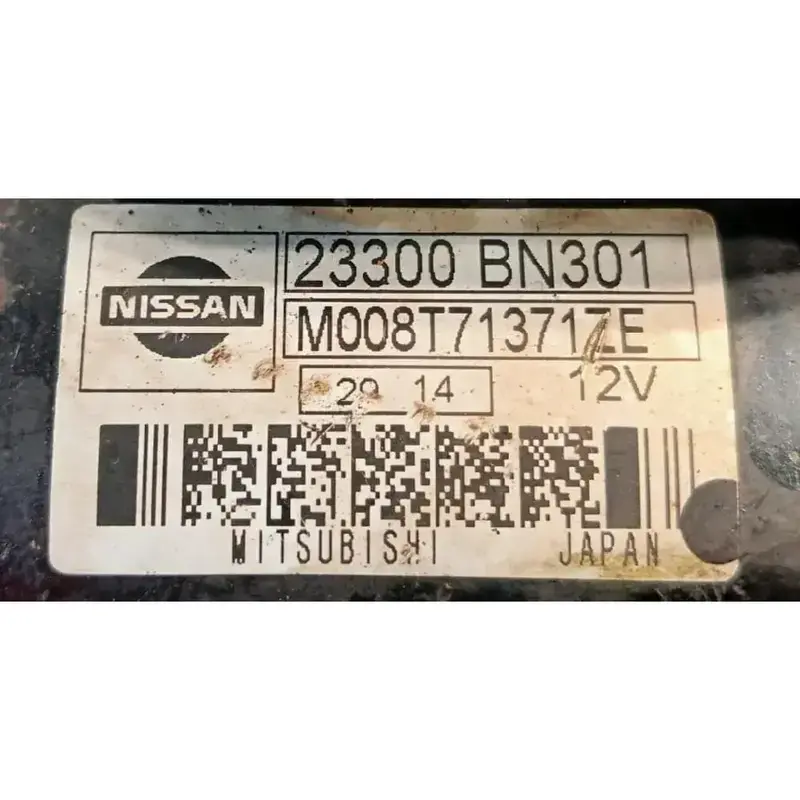 NISSAN
23300 BN301
M008T71371ZE
29 14
12V
MITSUBISHI JAPAN